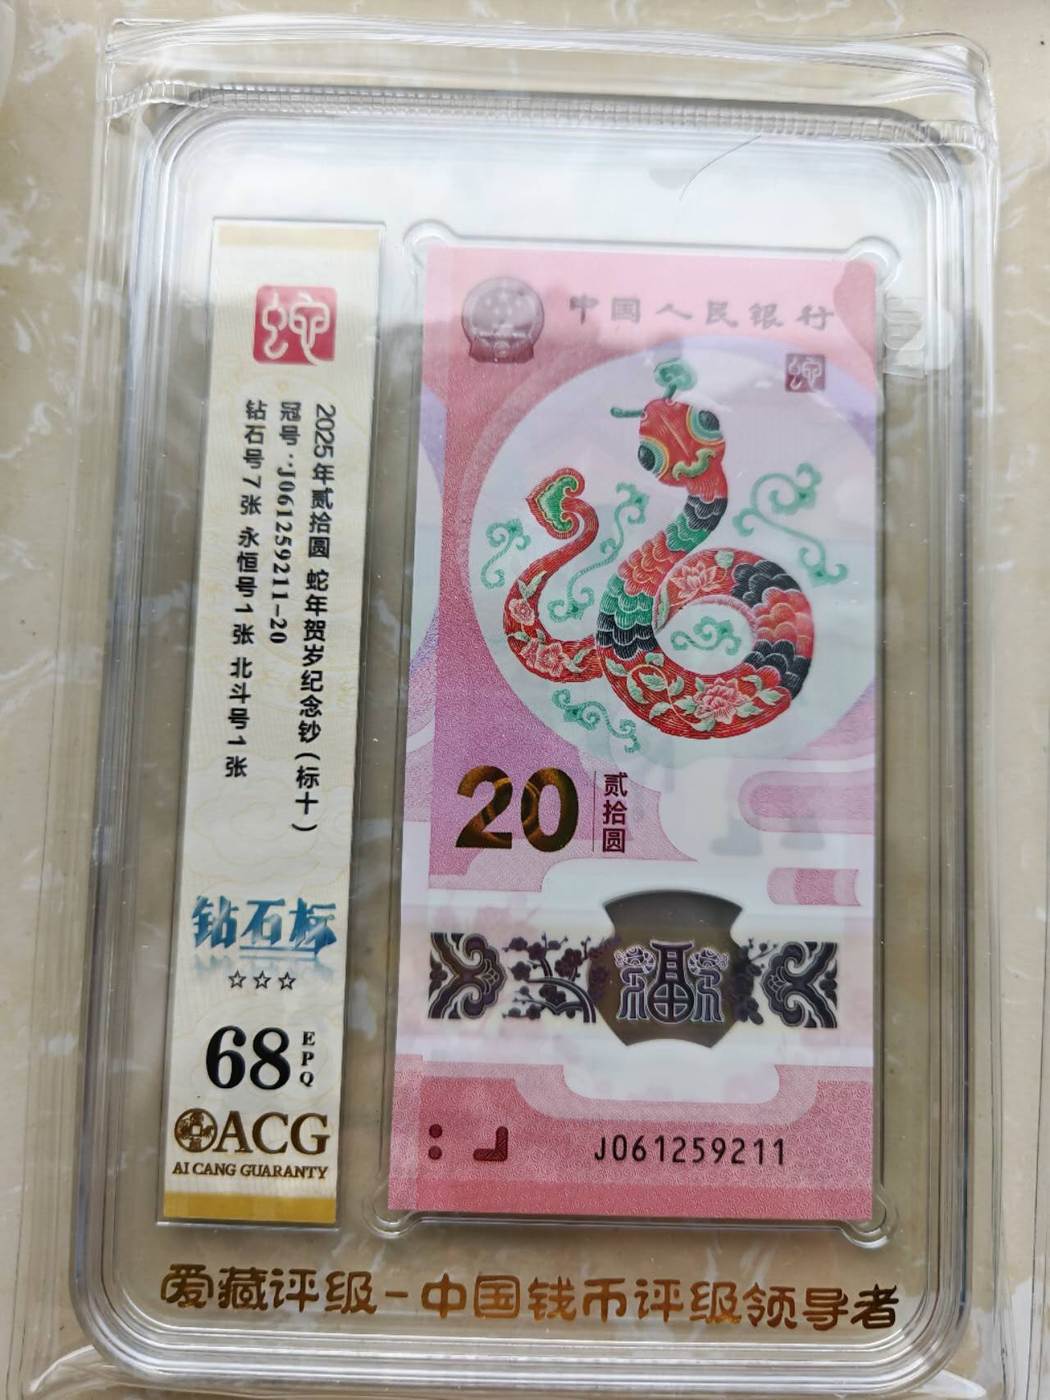 蛇
2025年贰拾圆 蛇年贺岁纪念钞（标十）
冠号：J061259211-20
钻石号7张 永恒号1张 北斗号1张
钻石标
☆☆☆
68 EPQ
ACG
AI CANG GUARANTY
中国人民银行
蛇
20 贰拾圆
福
J061259211
爱藏评级-中国钱币评级领导者